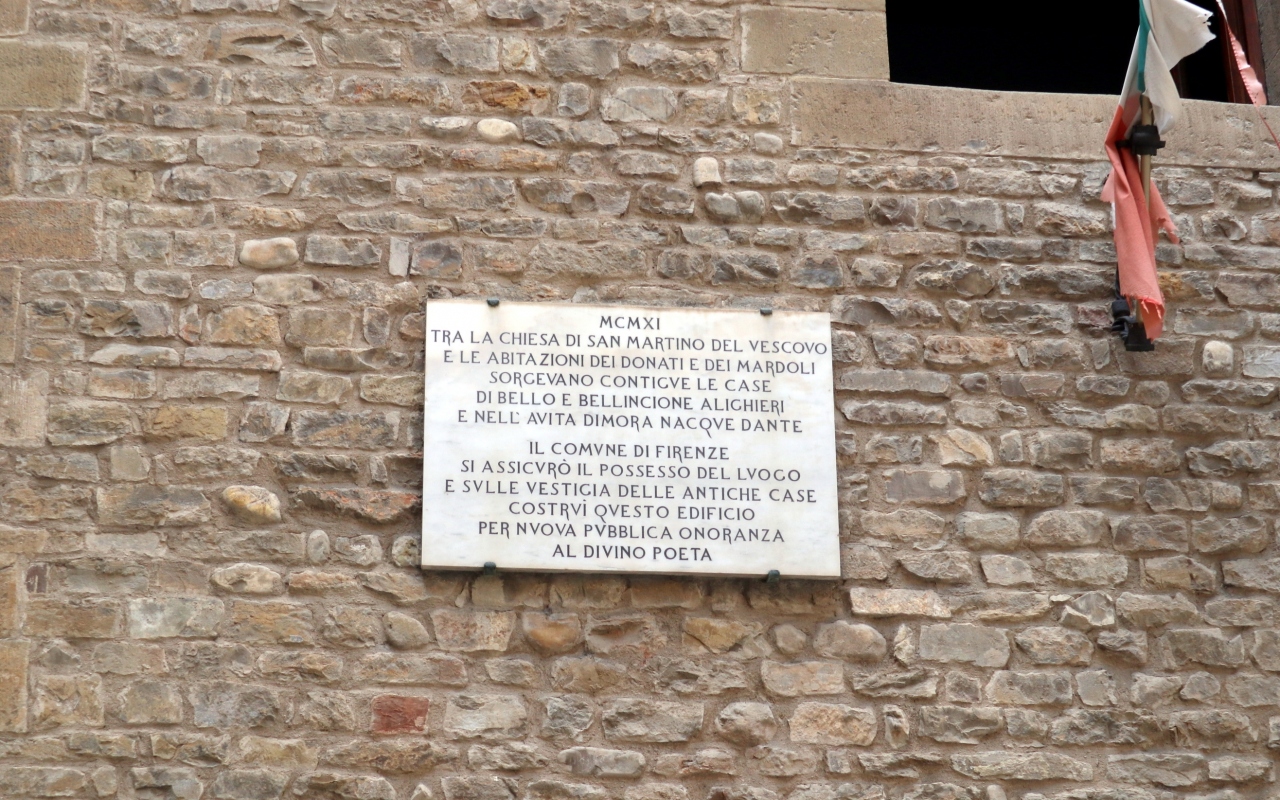 MCMXI
TRA LA CHIESA DI SAN MARTINO DEL VESCOVO
E LE ABITAZIONI DEI DONATI E DEI MARDOLI
SORGEVANO CONTIGVE LE CASE
DI BELLO E BELLINCIONE ALIGHIERI
E NELL' AVITA DIMORA NACQVE DANTE
IL COMVNE DI FIRENZE
SI ASSICVRÒ IL POSSESSO DEL LVOGO
E SVLLE VESTIGIA DELLE ANTICHE CASE
COSTRVÌ QVESTO EDIFICIO
PER NVOVA PVBBLICA ONORANZA
AL DIVINO POETA